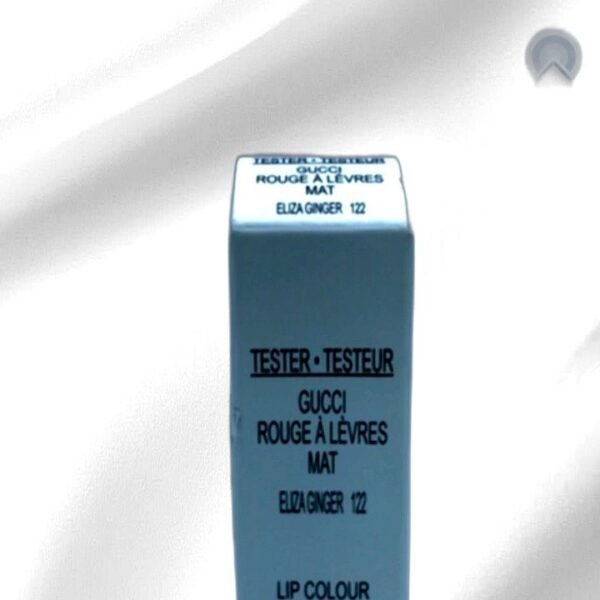 TESTER • TESTEUR
GUCCI
ROUGE À LÈVRES
MAT
ELIZA GINGER 122
TESTER • TESTEUR
GUCCI
ROUGE À LÈVRES
MAT
ELIZA GINGER 122
LIP COLOUR